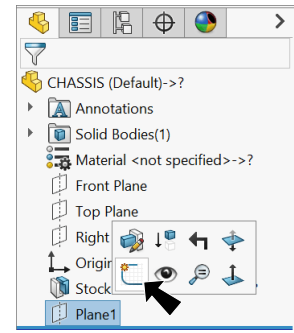 CHASSIS (Default)->?
Annotations
Solid Bodies(1)
Material <not specified>->?
Front Plane
Top Plane
Right
Origin
Stock
Plane1